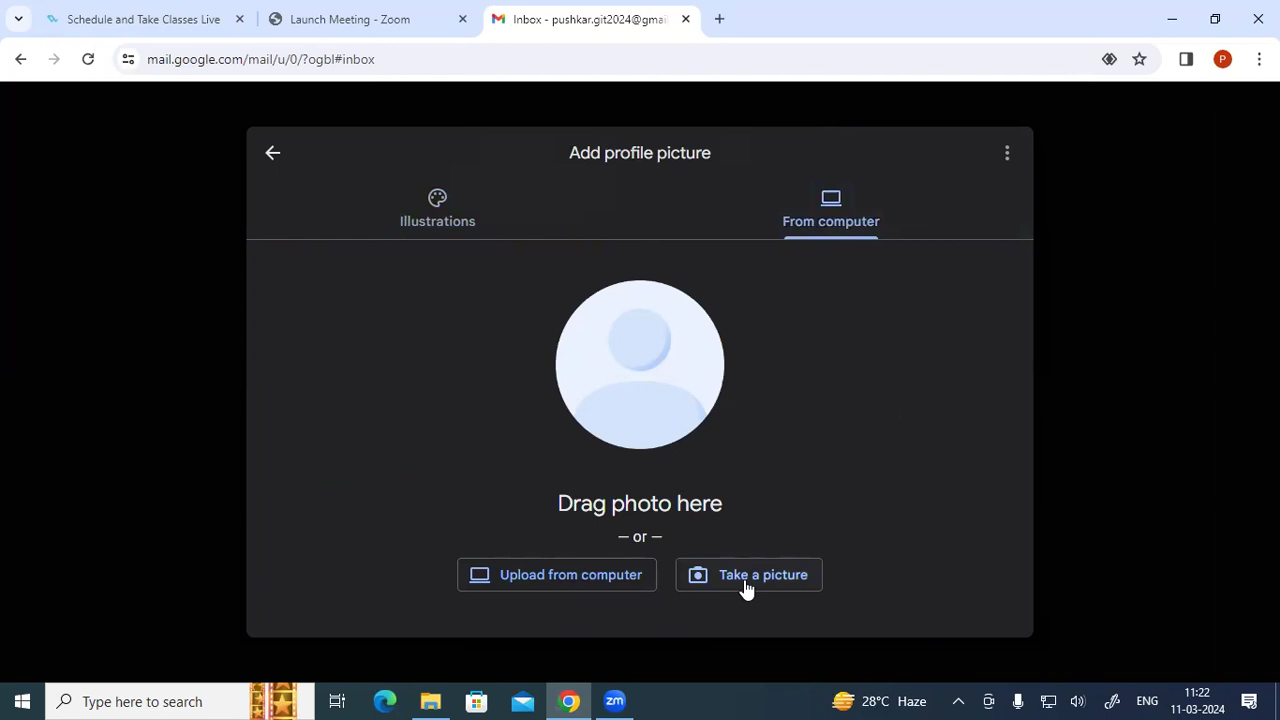 Schedule and Take Classes Live
Launch Meeting - Zoom
Inbox - pushkar.git2024@gmai
mail.google.com/mail/u/0/?ogbl#inbox
P
Add profile picture
Illustrations
From computer
Drag photo here
— or —
Upload from computer
Take a picture
Type here to search
zm
28°C Haze
ENG
11:22
11-03-2024